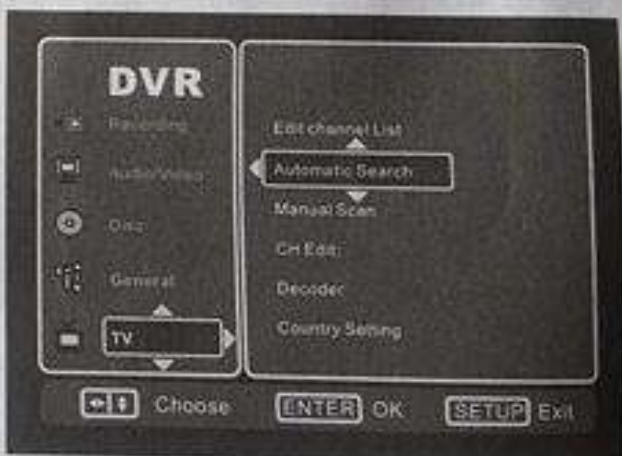 DVR
Recording
Audio/Video
Disc
General
TV
Edit channel List
Automatic Search
Manual Scan
CH Edit
Decoder
Country Setting
Choose
ENTER OK
SETUP Exit